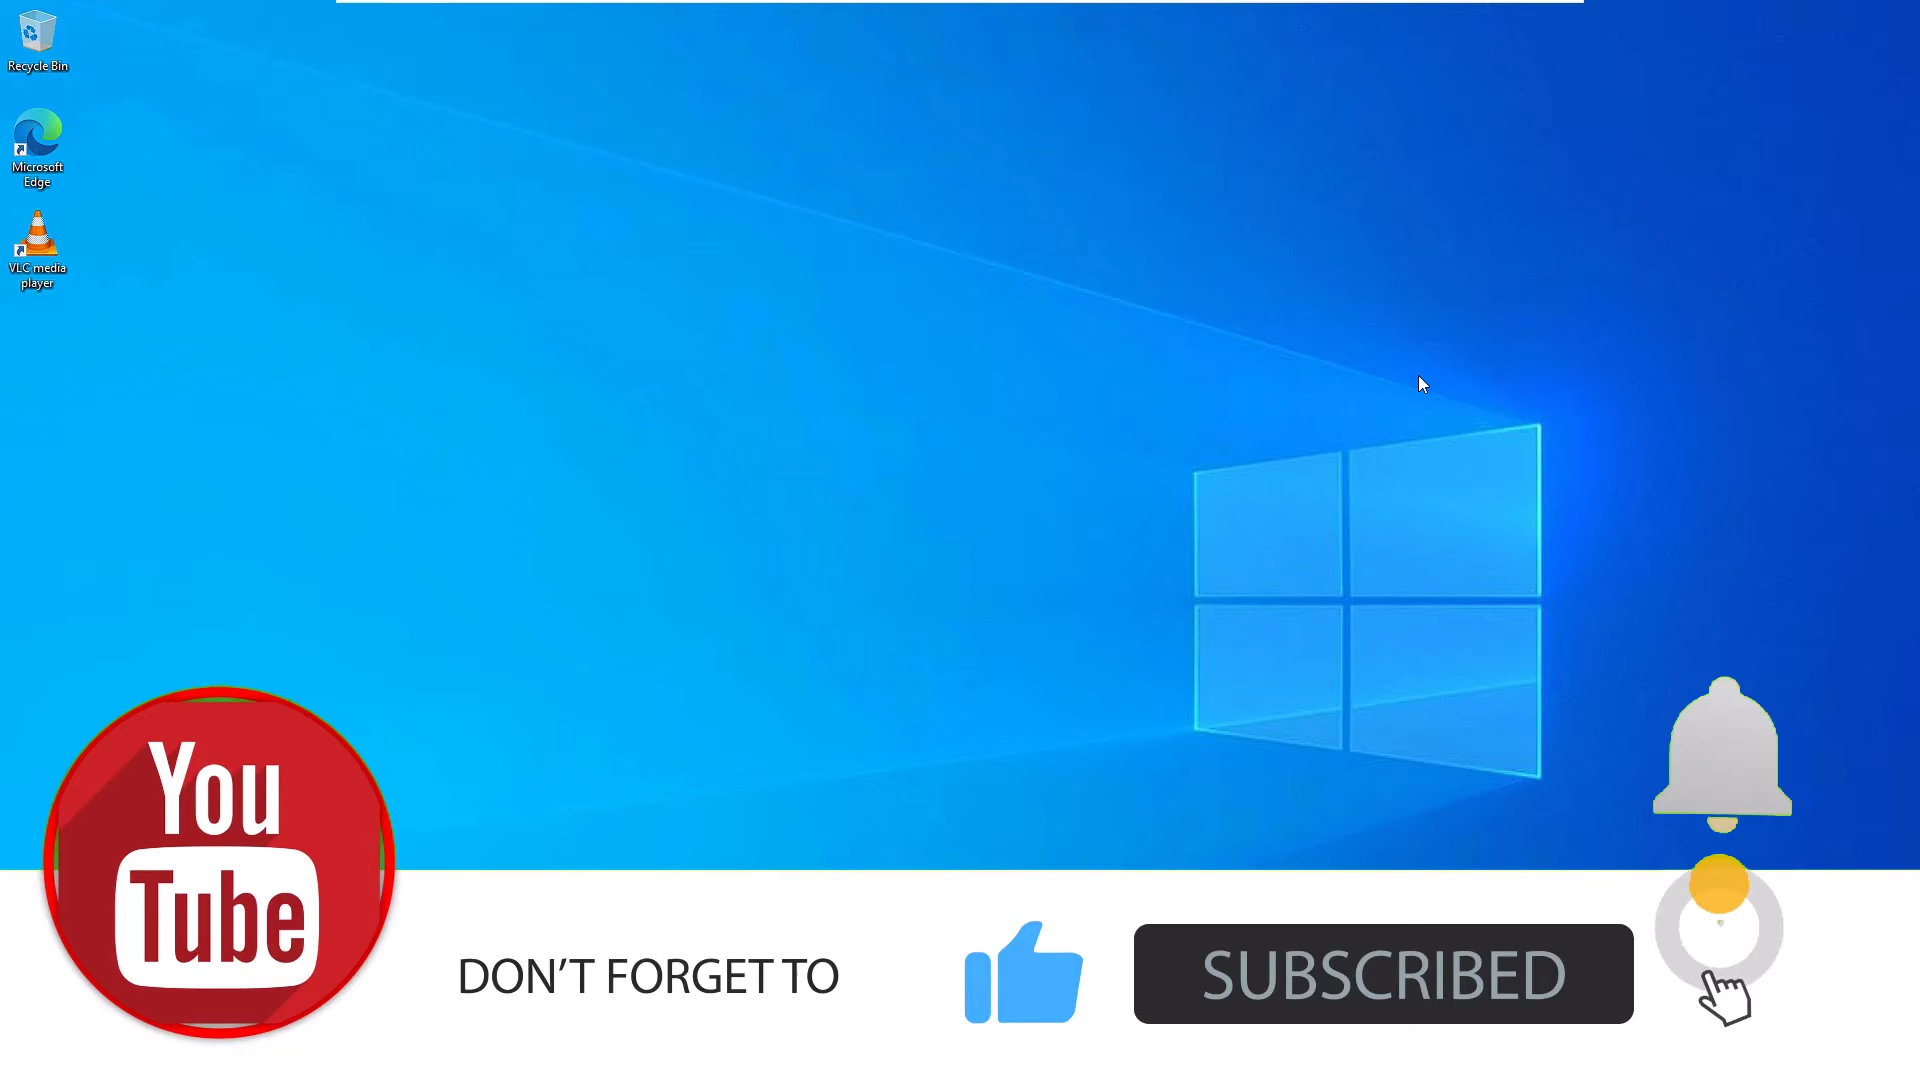 Recycle Bin
Microsoft
Edge
VLC media
player
You
Tube
DON'T FORGET TO
SUBSCRIBED